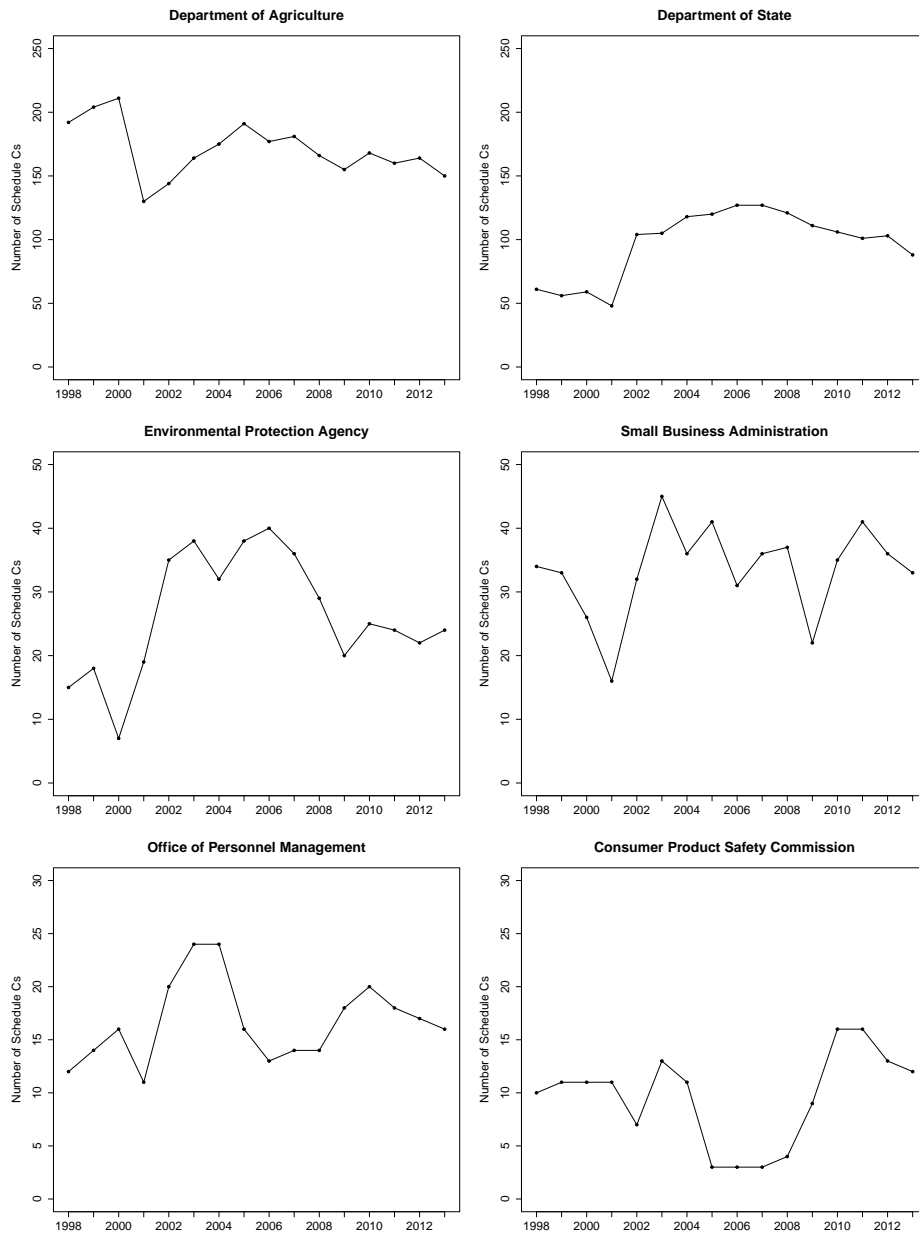 Department of Agriculture
Number of Schedule Cs
0 50 100 150 200 250
1998 2000 2002 2004 2006 2008 2010 2012
Department of State
Number of Schedule Cs
0 50 100 150 200 250
1998 2000 2002 2004 2006 2008 2010 2012
Environmental Protection Agency
Number of Schedule Cs
0 10 20 30 40 50
1998 2000 2002 2004 2006 2008 2010 2012
Small Business Administration
Number of Schedule Cs
0 10 20 30 40 50
1998 2000 2002 2004 2006 2008 2010 2012
Office of Personnel Management
Number of Schedule Cs
0 5 10 15 20 25 30
1998 2000 2002 2004 2006 2008 2010 2012
Consumer Product Safety Commission
Number of Schedule Cs
0 5 10 15 20 25 30
1998 2000 2002 2004 2006 2008 2010 2012